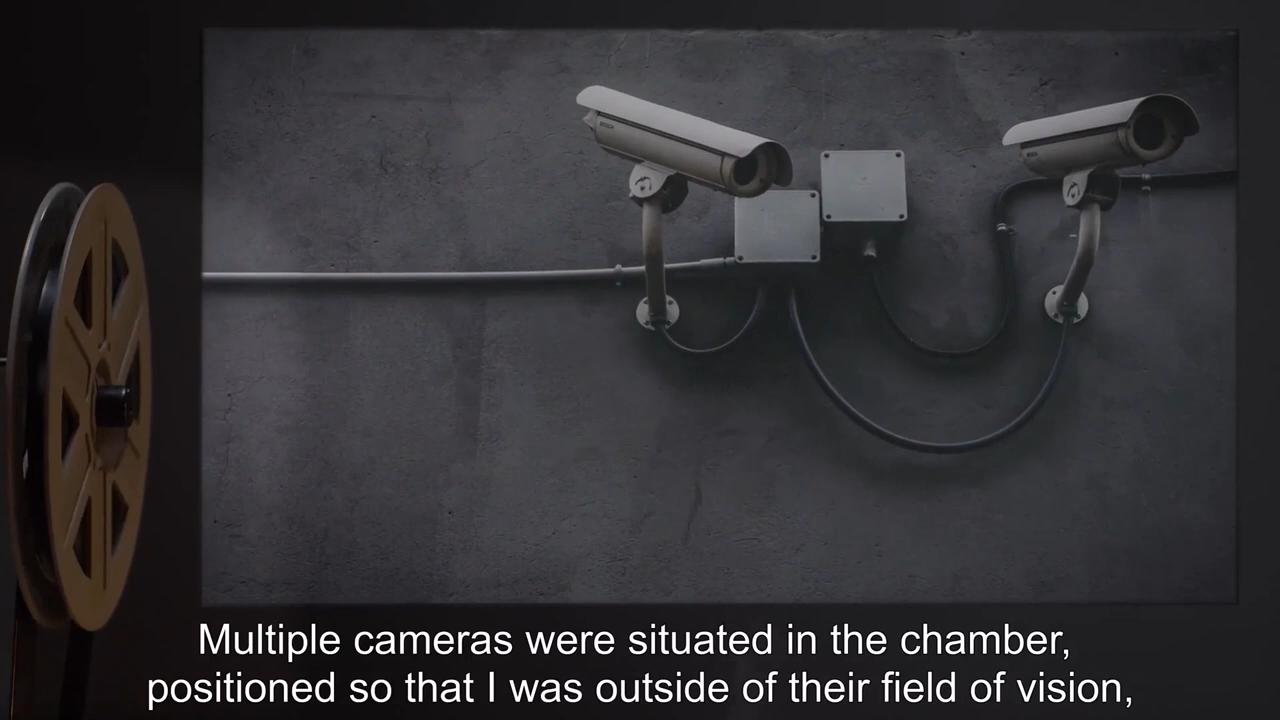 Multiple cameras were situated in the chamber,
positioned so that I was outside of their field of vision,